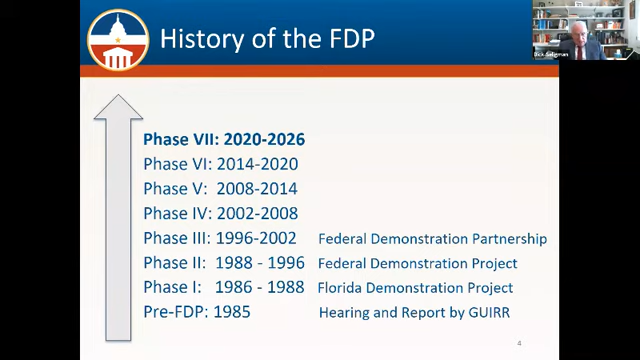 History of the FDP
Dick Seligman
Phase VII: 2020-2026
Phase VI: 2014-2020
Phase V: 2008-2014
Phase IV: 2002-2008
Phase III: 1996-2002 Federal Demonstration Partnership
Phase II: 1988 - 1996 Federal Demonstration Project
Phase I: 1986 - 1988 Florida Demonstration Project
Pre-FDP: 1985 Hearing and Report by GUIRR
4